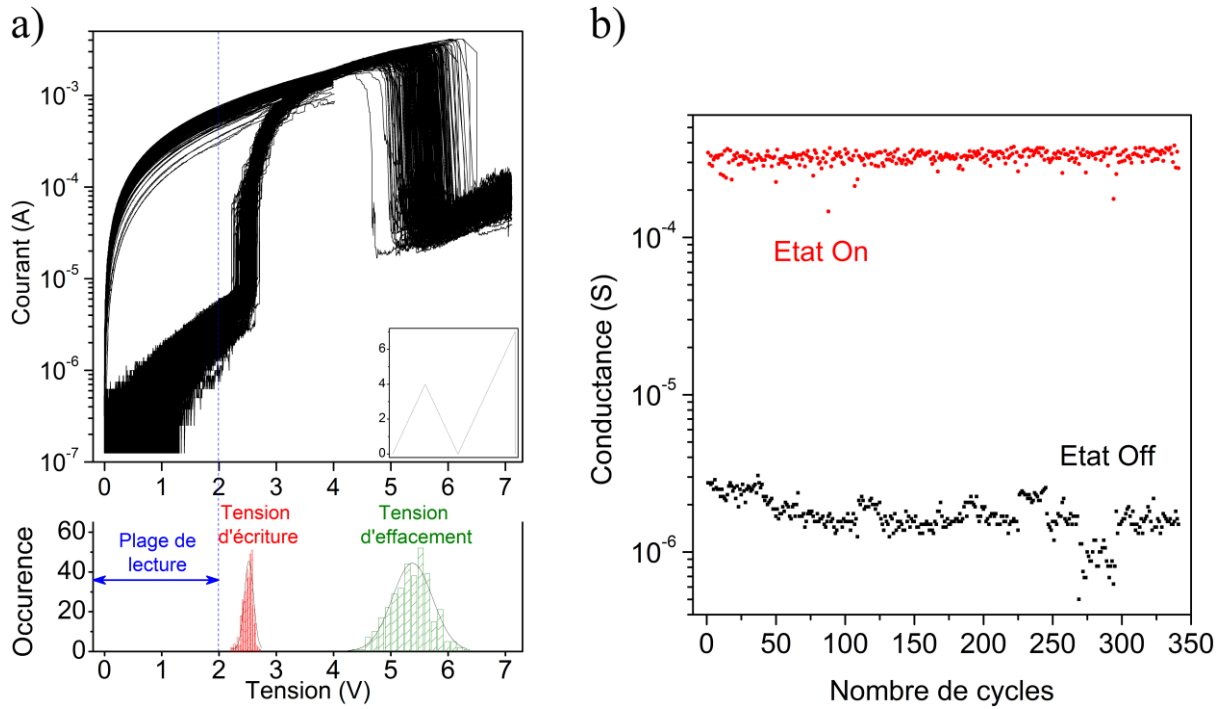 a)
Courant (A)
10⁻³
10⁻⁴
10⁻⁵
10⁻⁶
10⁻⁷
6
4
2
0
0 1 2 3 4 5 6 7
Occurence
60
40
20
0
Plage de
lecture
Tension
d'écriture
Tension
d'effacement
0 1 2 3 4 5 6 7
Tension (V)
b)
Conductance (S)
10⁻⁴
10⁻⁵
10⁻⁶
Etat On
Etat Off
0 50 100 150 200 250 300 350
Nombre de cycles